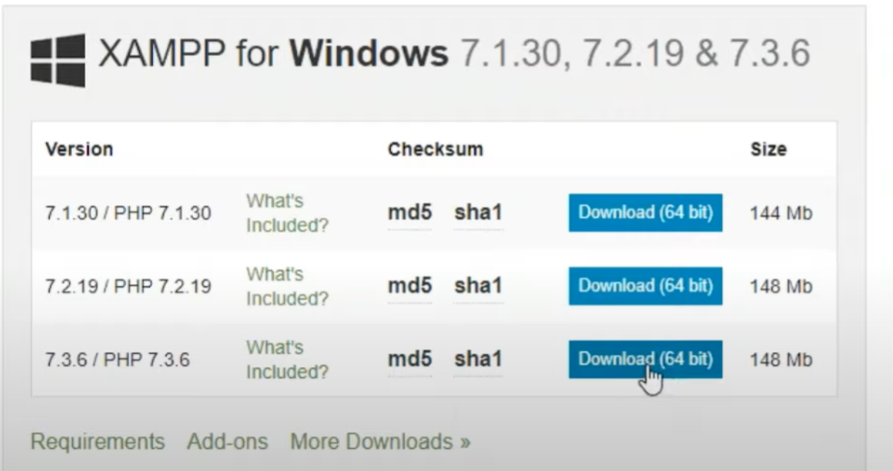 XAMPP for Windows 7.1.30, 7.2.19 & 7.3.6
Version Checksum Size
7.1.30 / PHP 7.1.30 What's Included? md5 sha1 Download (64 bit) 144 Mb
7.2.19 / PHP 7.2.19 What's Included? md5 sha1 Download (64 bit) 148 Mb
7.3.6 / PHP 7.3.6 What's Included? md5 sha1 Download (64 bit) 148 Mb
Requirements Add-ons More Downloads »